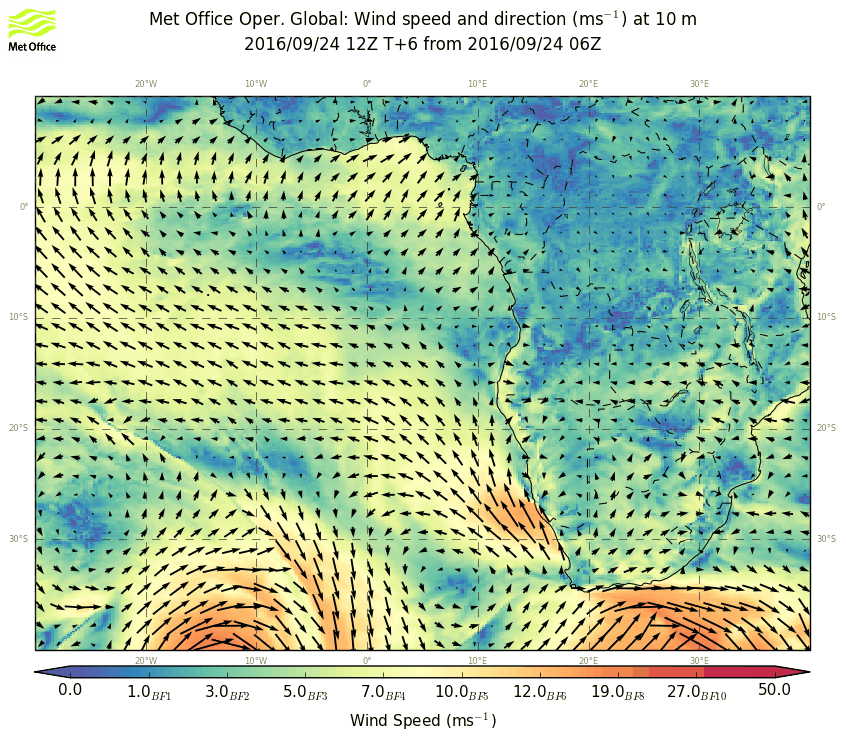 Met Office
Met Office Oper. Global: Wind speed and direction (ms⁻¹) at 10 m
2016/09/24 12Z T+6 from 2016/09/24 06Z
20°W 10°W 0° 10°E 20°E 30°E
0° 0°
10°S 10°S
20°S 20°S
30°S 30°S
20°W 10°W 0° 10°E 20°E 30°E
0.0 1.0BF1 3.0BF2 5.0BF3 7.0BF4 10.0BF5 12.0BF6 19.0BF8 27.0BF10 50.0
Wind Speed (ms⁻¹)